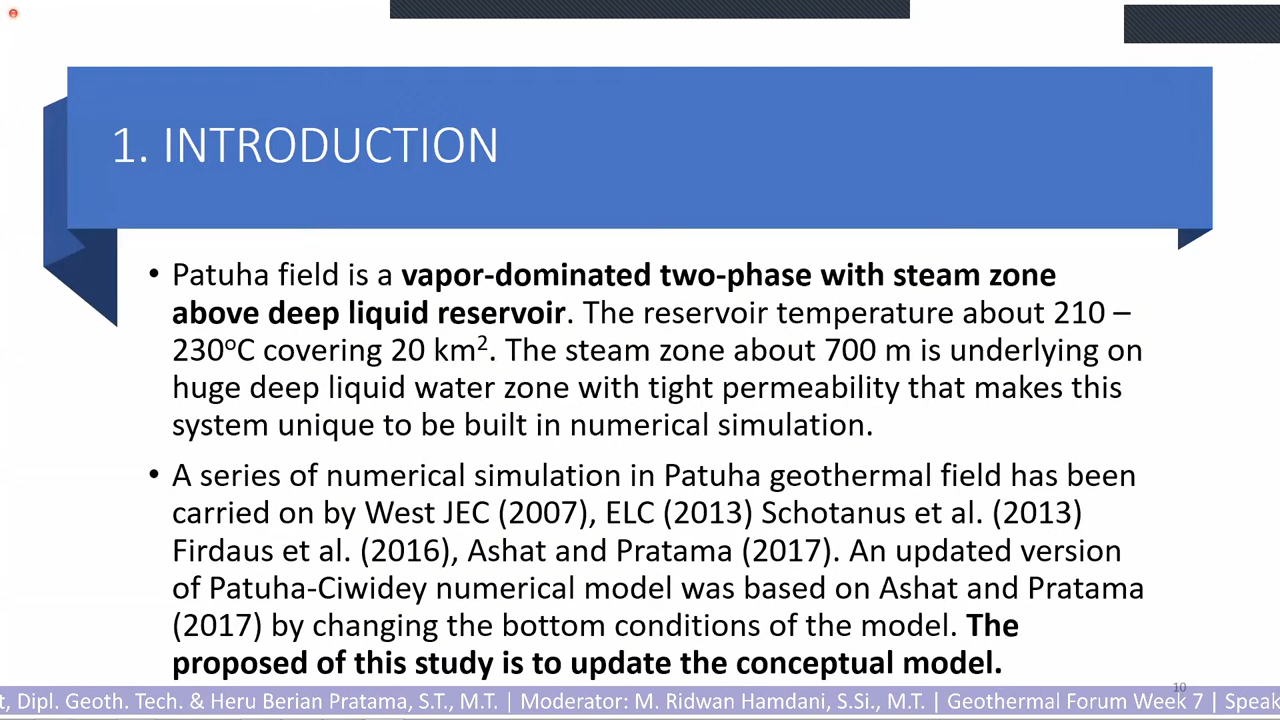 1. INTRODUCTION
• Patuha field is a vapor-dominated two-phase with steam zone
above deep liquid reservoir. The reservoir temperature about 210 –
230°C covering 20 km². The steam zone about 700 m is underlying on
huge deep liquid water zone with tight permeability that makes this
system unique to be built in numerical simulation.
• A series of numerical simulation in Patuha geothermal field has been
carried on by West JEC (2007), ELC (2013) Schotanus et al. (2013)
Firdaus et al. (2016), Ashat and Pratama (2017). An updated version
of Patuha-Ciwidey numerical model was based on Ashat and Pratama
(2017) by changing the bottom conditions of the model. The
proposed of this study is to update the conceptual model.
10
t, Dipl. Geoth. Tech. & Heru Berian Pratama, S.T., M.T. | Moderator: M. Ridwan Hamdani, S.Si., M.T. | Geothermal Forum Week 7 | Speak